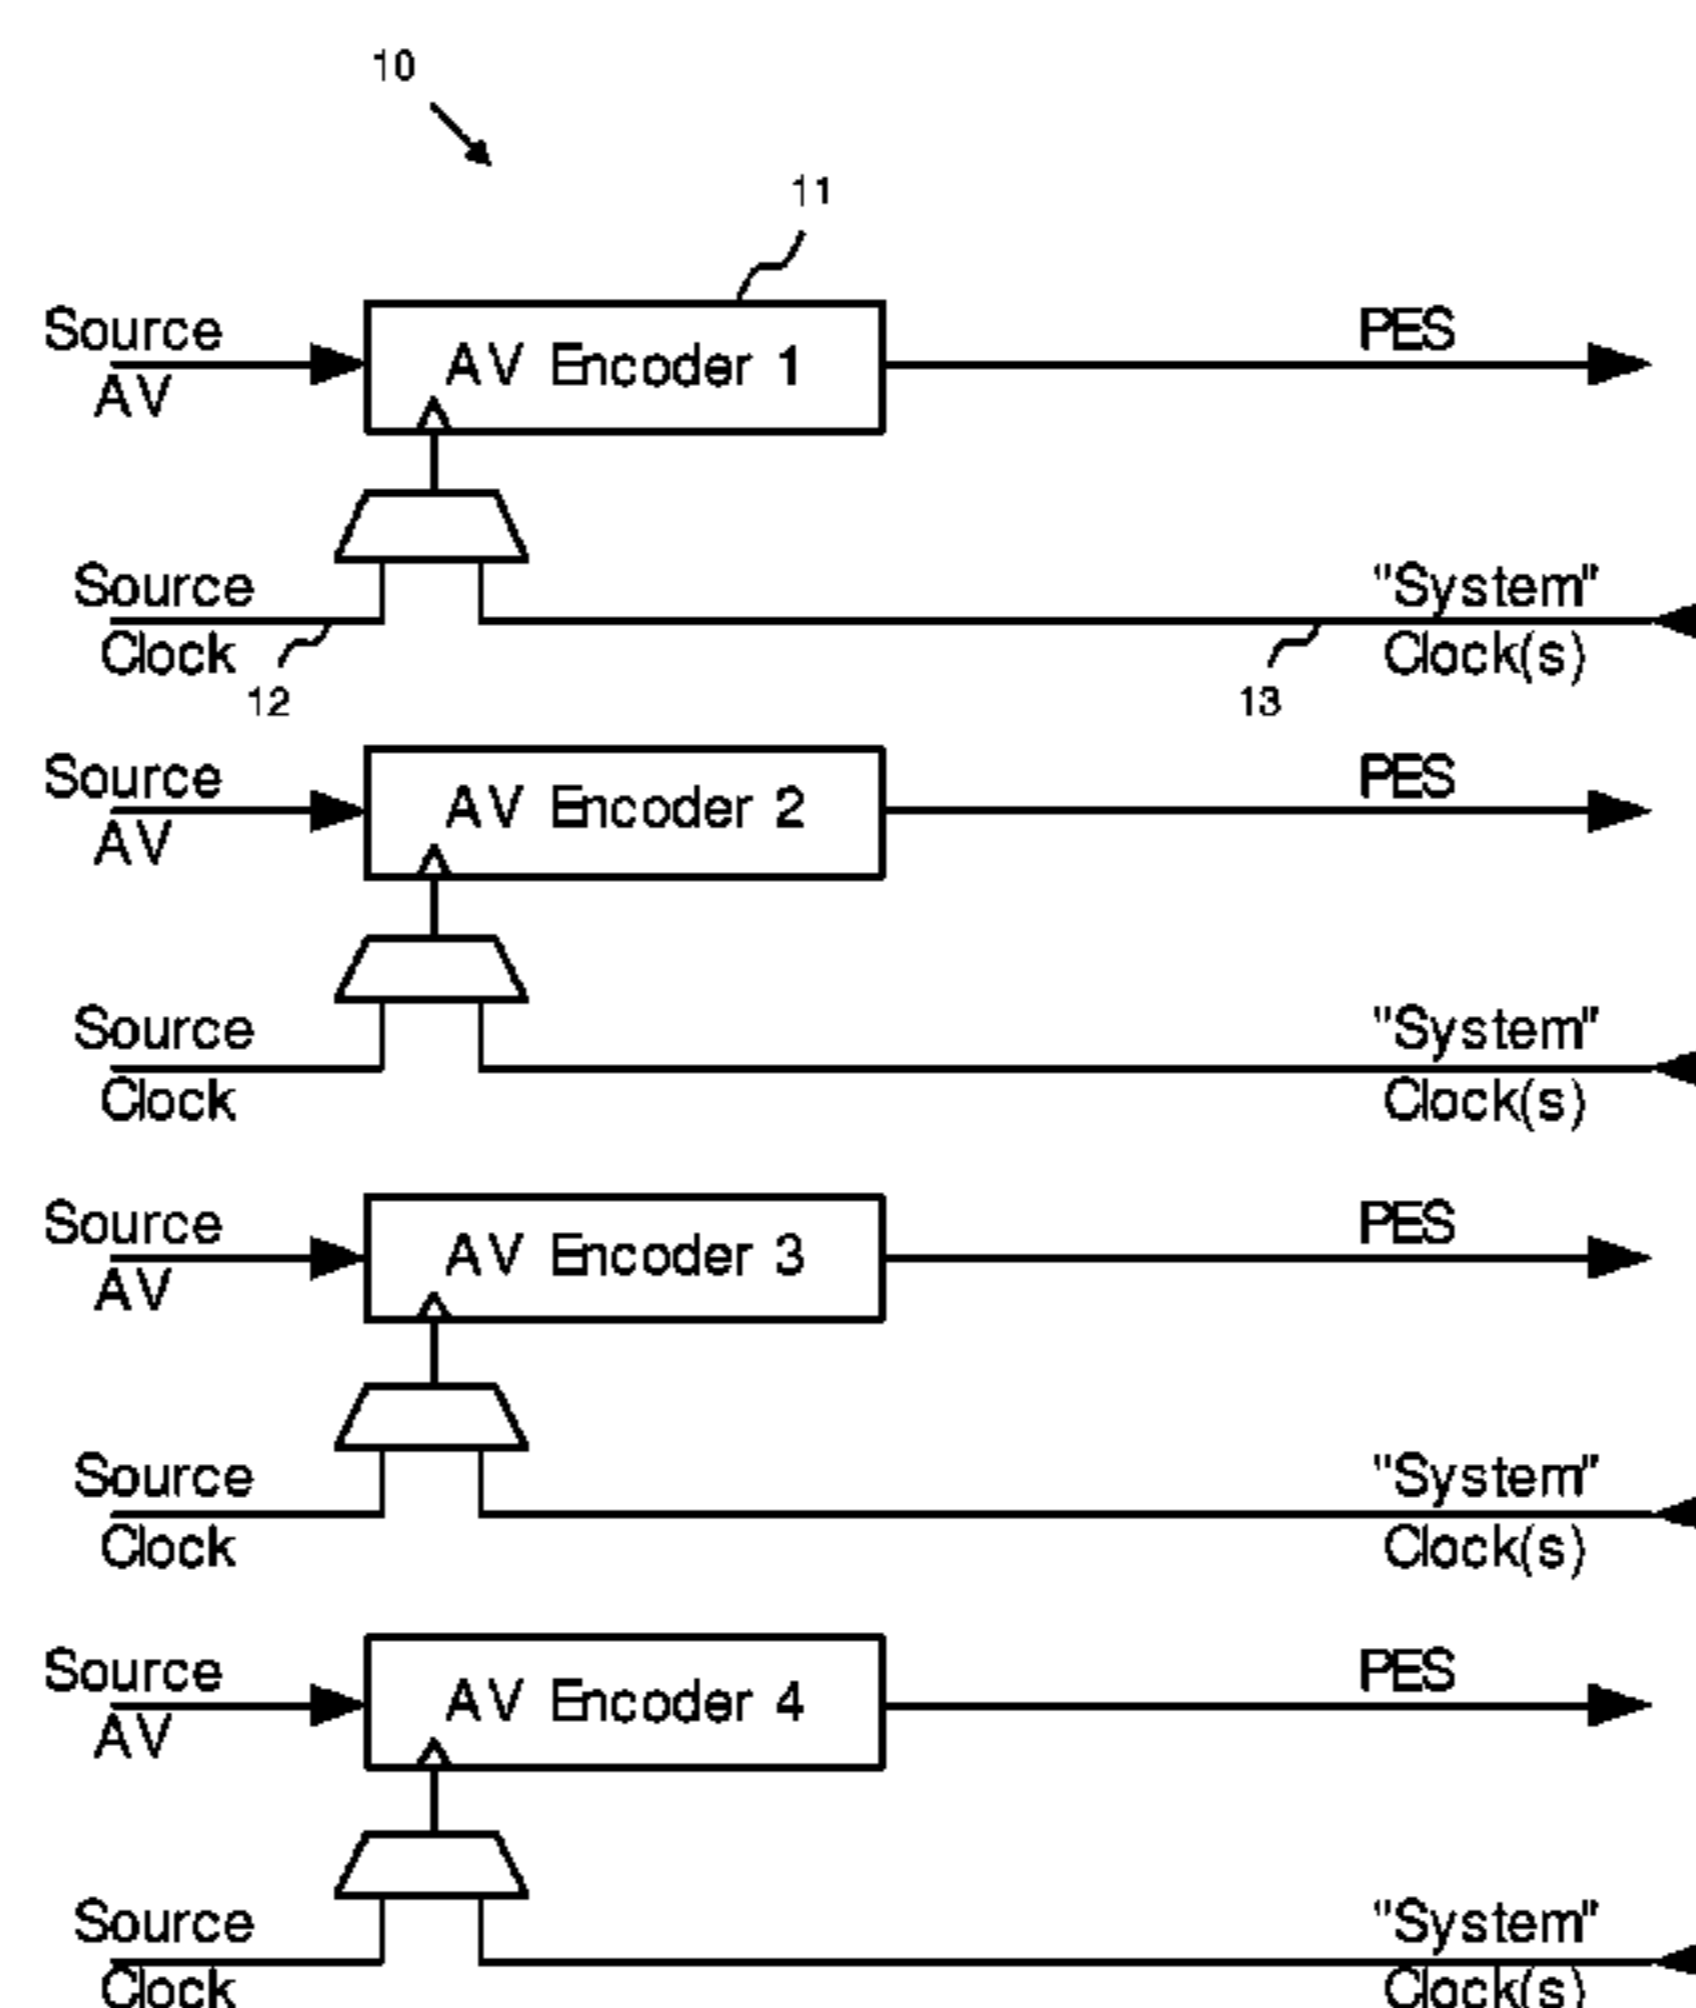 10
11
Source
AV
AV Encoder 1
PES
Source
Clock
12
"System"
Clock(s)
13
Source
AV
AV Encoder 2
PES
Source
Clock
"System"
Clock(s)
Source
AV
AV Encoder 3
PES
Source
Clock
"System"
Clock(s)
Source
AV
AV Encoder 4
PES
Source
Clock
"System"
Clock(s)